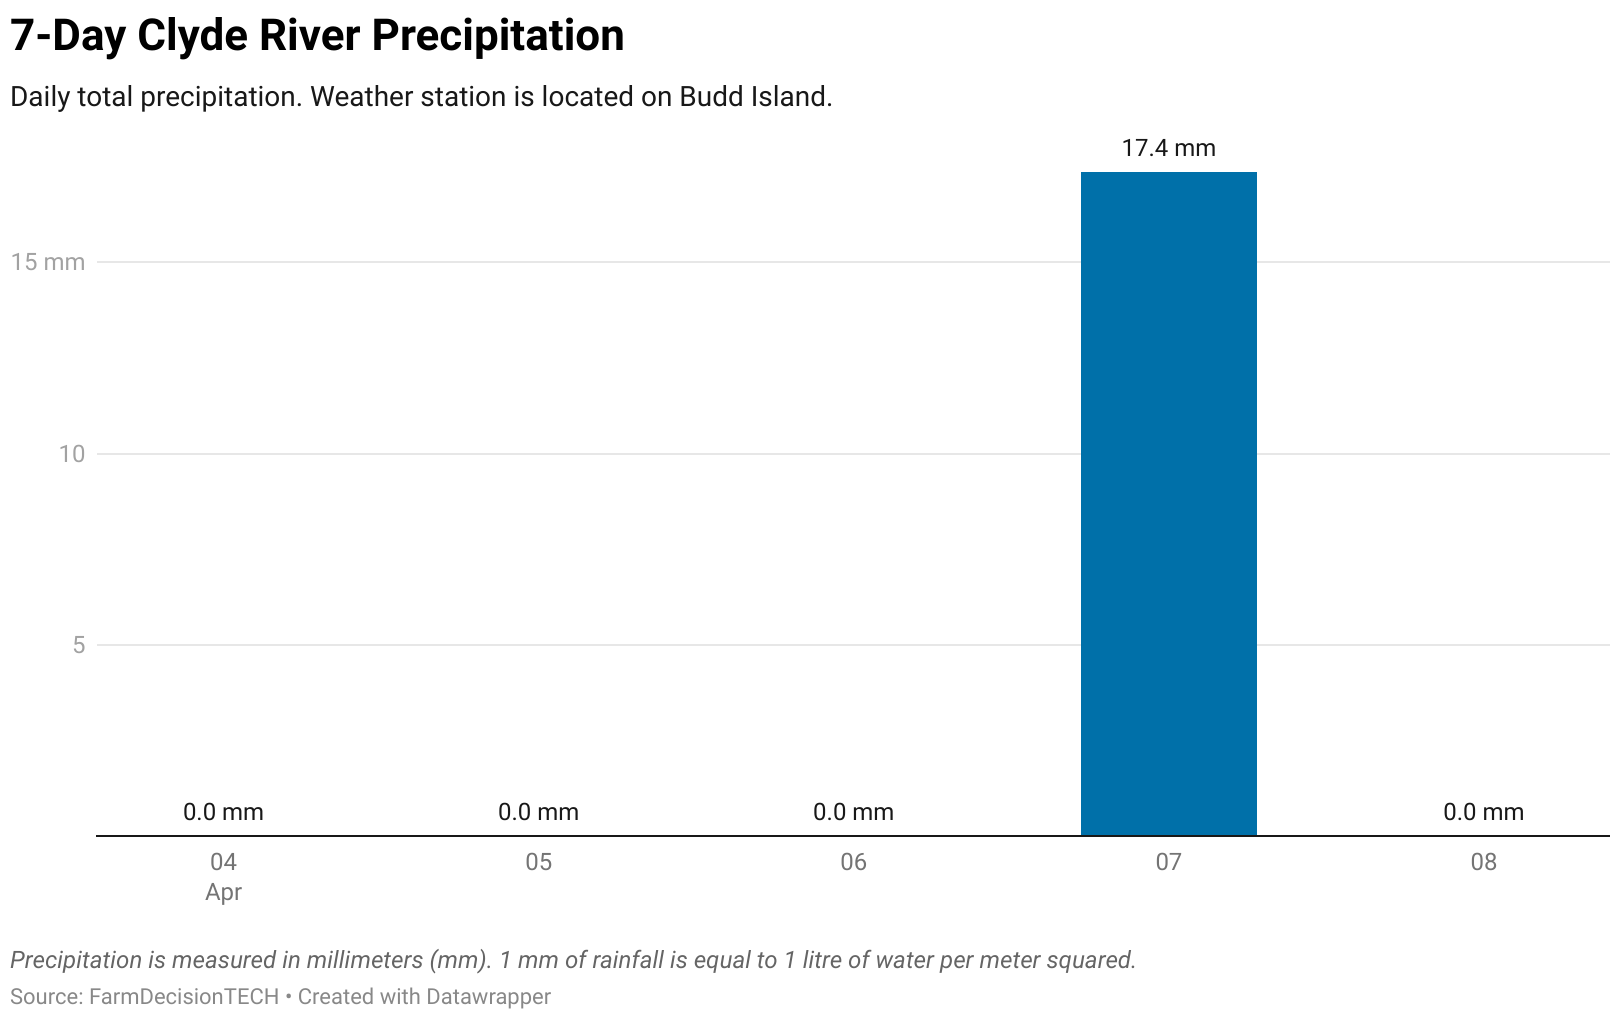 7-Day Clyde River Precipitation
Daily total precipitation. Weather station is located on Budd Island.
17.4 mm
15 mm
10
5
0.0 mm 0.0 mm 0.0 mm 0.0 mm
04 05 06 07 08
Apr
Precipitation is measured in millimeters (mm). 1 mm of rainfall is equal to 1 litre of water per meter squared.
Source: FarmDecisionTECH • Created with Datawrapper